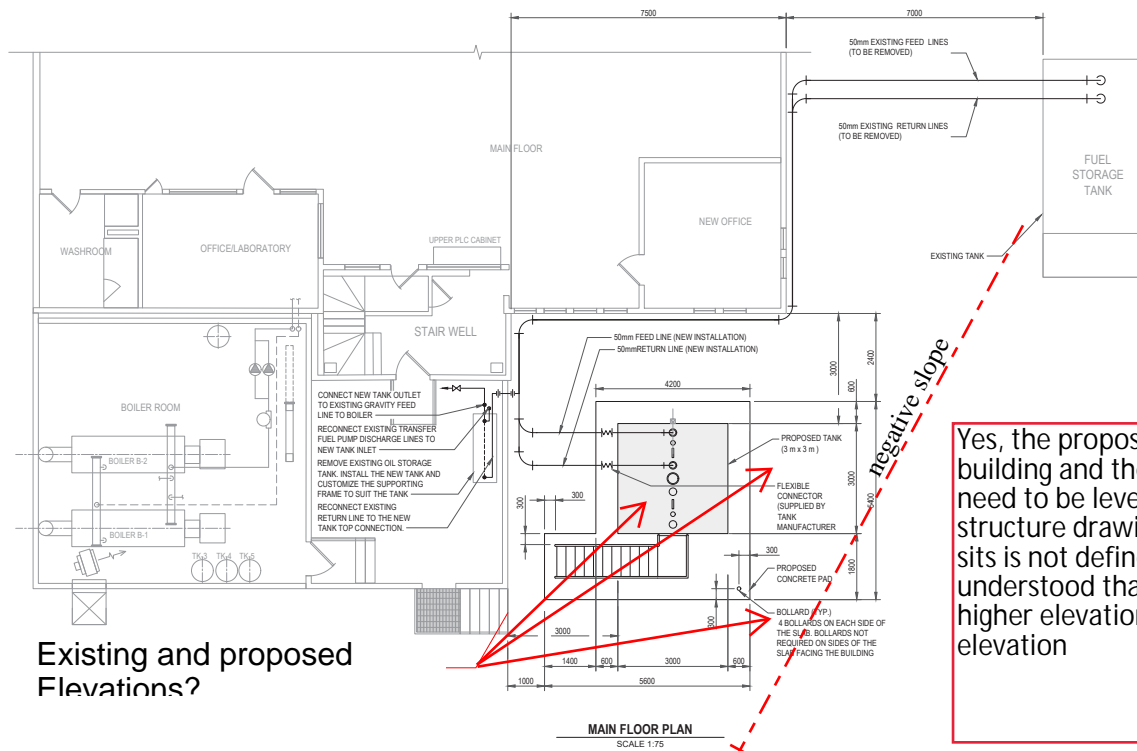 7500
7000
50mm EXISTING FEED LINES
(TO BE REMOVED)
50mm EXISTING RETURN LINES
(TO BE REMOVED)
MAIN FLOOR
FUEL
STORAGE
TANK
NEW OFFICE
WASHROOM
OFFICE/LABORATORY
UPPER PLC CABINET
EXISTING TANK
STAIR WELL
50mm FEED LINE (NEW INSTALLATION)
50mmRETURN LINE (NEW INSTALLATION)
3000
2400
600
4200
negative slope
BOILER ROOM
CONNECT NEW TANK OUTLET
TO EXISTING GRAVITY FEED
LINE TO BOILER
RECONNECT EXISTING TRANSFER
FUEL PUMP DISCHARGE LINES TO
NEW TANK INLET
REMOVE EXISTING OIL STORAGE
TANK. INSTALL THE NEW TANK AND
CUSTOMIZE THE SUPPORTING
FRAME TO SUIT THE TANK
RECONNECT EXISTING
RETURN LINE TO THE NEW
TANK TOP CONNECTION.
PROPOSED TANK
(3 m x 3 m )
FLEXIBLE
CONNECTOR
(SUPPLIED BY
TANK
MANUFACTURER
3000
5400
BOILER B-2
BOILER B-1
TK-3
TK-4
TK-5
300
300
300
1800
PROPOSED
CONCRETE PAD
300
BOLLARD (TYP.)
4 BOLLARDS ON EACH SIDE OF
THE SLAB. BOLLARDS NOT
REQUIRED ON SIDES OF THE
SLAB FACING THE BUILDING
3000
1400
600
3000
600
1000
5600
Yes, the propos
building and the
need to be leve
structure drawi
sits is not define
understood tha
higher elevation
elevation
Existing and proposed
Elevations?
MAIN FLOOR PLAN
SCALE 1:75